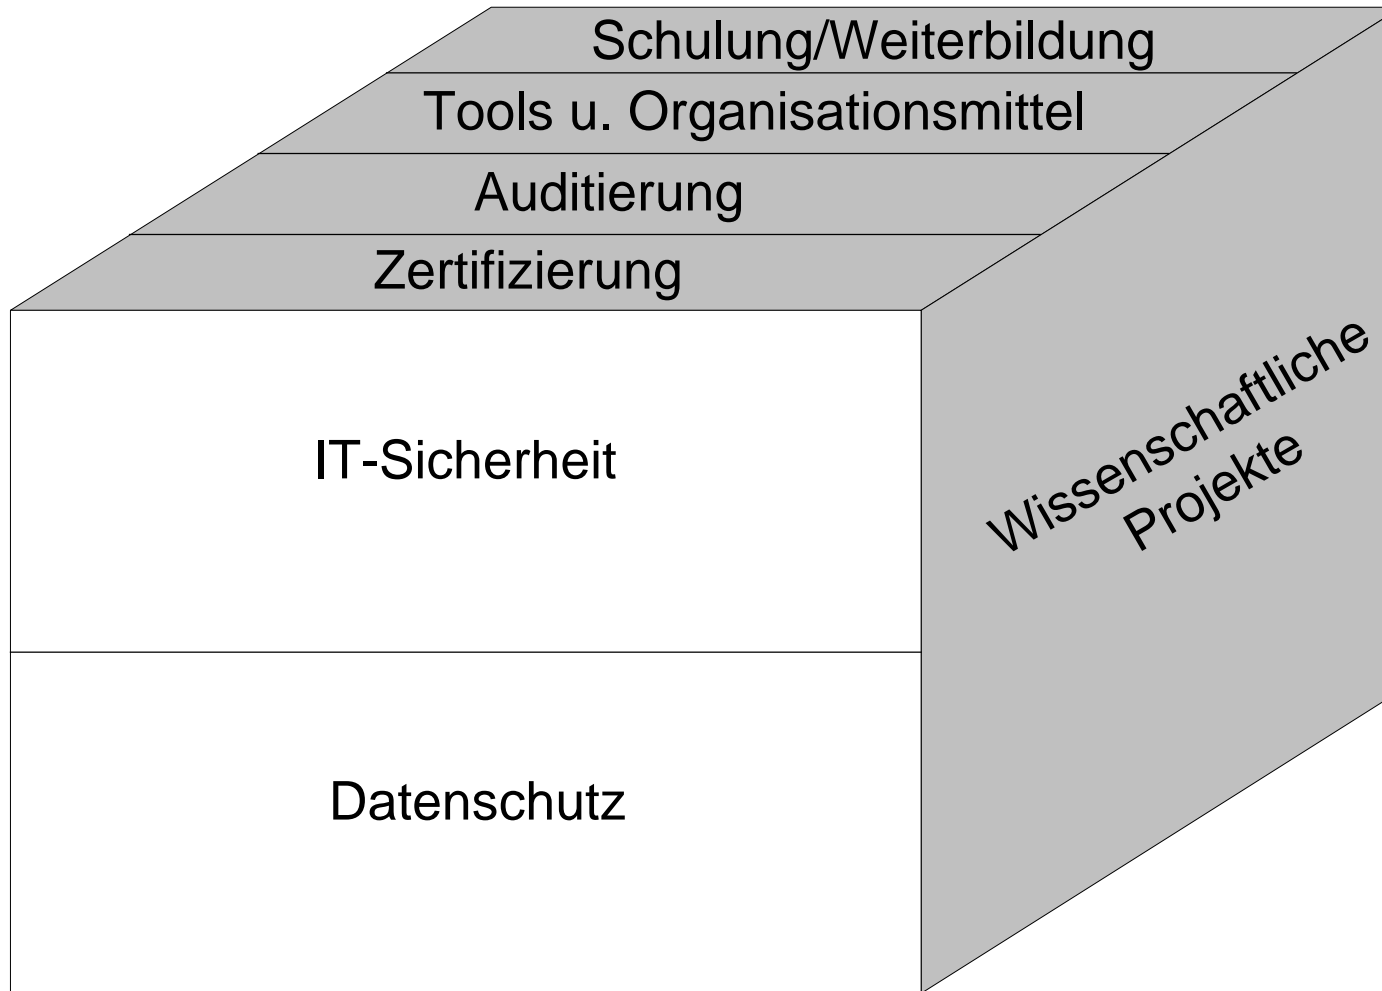 Schulung/Weiterbildung
Tools u. Organisationsmittel
Auditierung
Zertifizierung
IT-Sicherheit
Wissenschaftliche
Projekte
Datenschutz